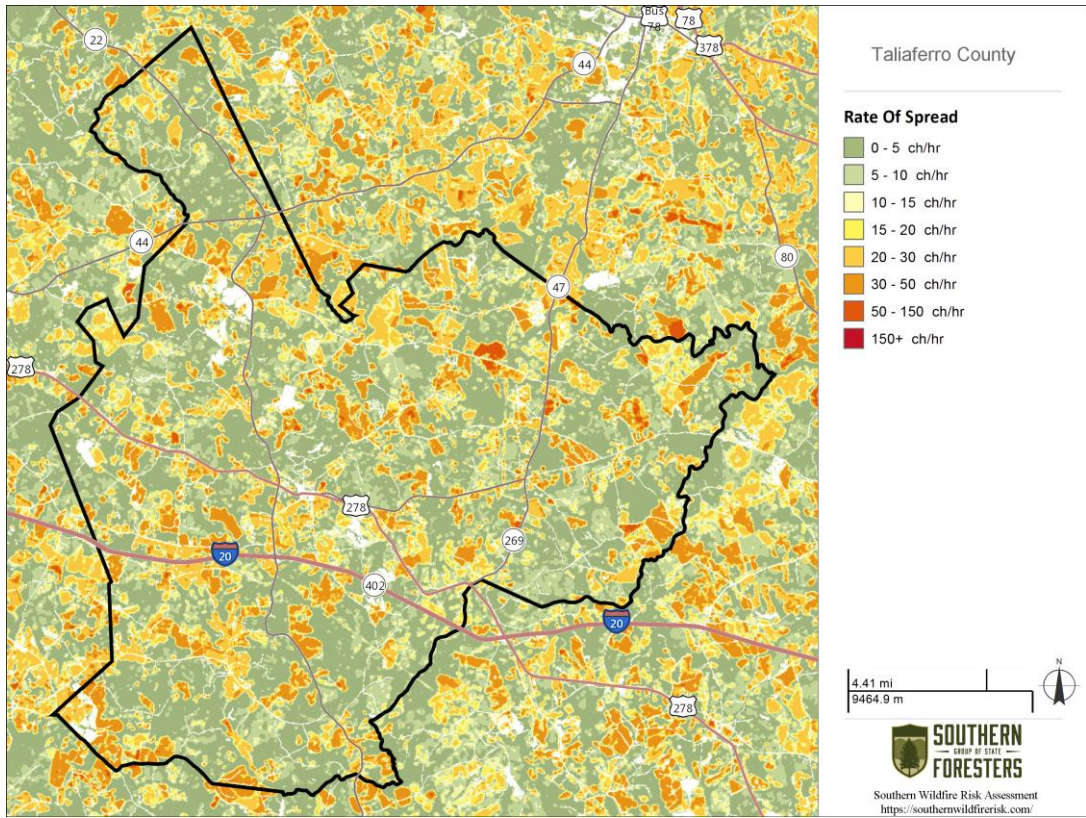 Taliaferro County
Rate Of Spread
0 - 5 ch/hr
5 - 10 ch/hr
10 - 15 ch/hr
15 - 20 ch/hr
20 - 30 ch/hr
30 - 50 ch/hr
50 - 150 ch/hr
150+ ch/hr
22
Bus
78
78
378
44
44
80
47
278
278
269
20
402
20
278
4.41 mi
9464.9 m
N
SOUTHERN
GROUP OF STATE
FORESTERS
Southern Wildfire Risk Assessment
https://southernwildfirerisk.com/